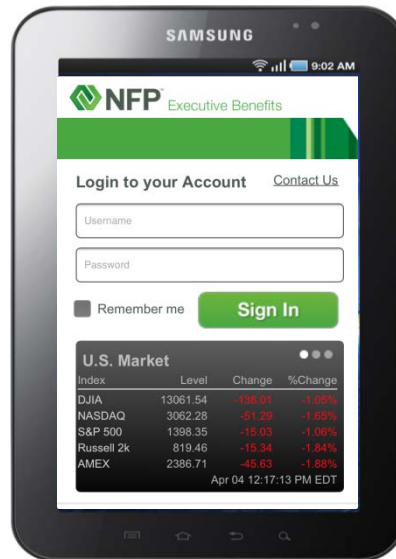 SAMSUNG
9:02 AM
NFP™ Executive Benefits
Login to your Account Contact Us
Username
Password
Remember me Sign In
U.S. Market
Index Level Change %Change
DJIA 13061.54 -138.01 -1.05%
NASDAQ 3062.28 -51.29 -1.65%
S&P 500 1398.35 -15.03 -1.06%
Russell 2k 819.46 -15.34 -1.84%
AMEX 2386.71 -45.63 -1.88%
Apr 04 12:17:13 PM EDT